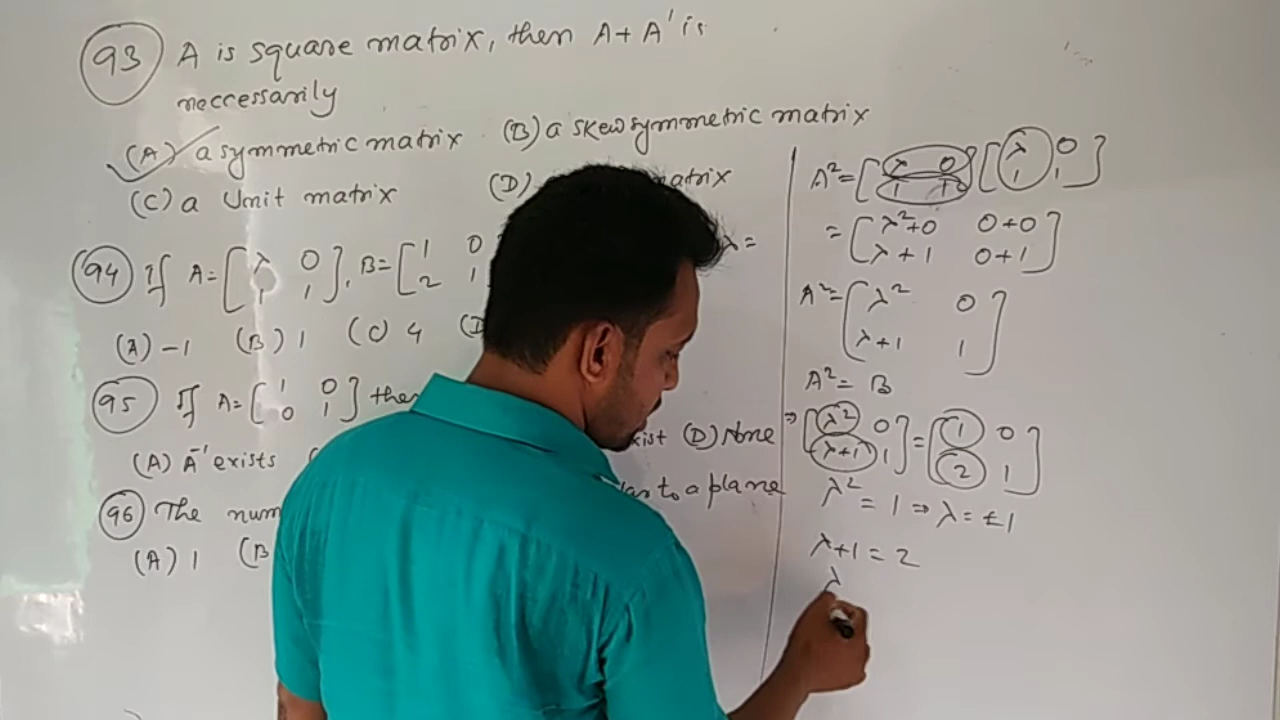 93 A is square matrix, then A+A' is
neccessarily
(A) a symmetric matrix (B) a skewsymmetric matrix
(C) a Unit matrix (D) matrix
94 If A=[λ 0
1 1], B=[1 0
2 1 λ=
(A) -1 (B) 1 (C) 4 (D
95 If A=[1 0
0 1] then
(A) A⁻¹ exists xist (D) None
96 The num to a plane
(A) 1 (B
A²=[λ 0
1 1][λ 0
1 1]
=[λ²+0 0+0
λ+1 0+1]
A²=[λ² 0
λ+1 1]
A²= B
⇒[λ² 0
λ+1 1]=[1 0
2 1]
λ² = 1 ⇒ λ = ±1
λ+1 = 2
λ